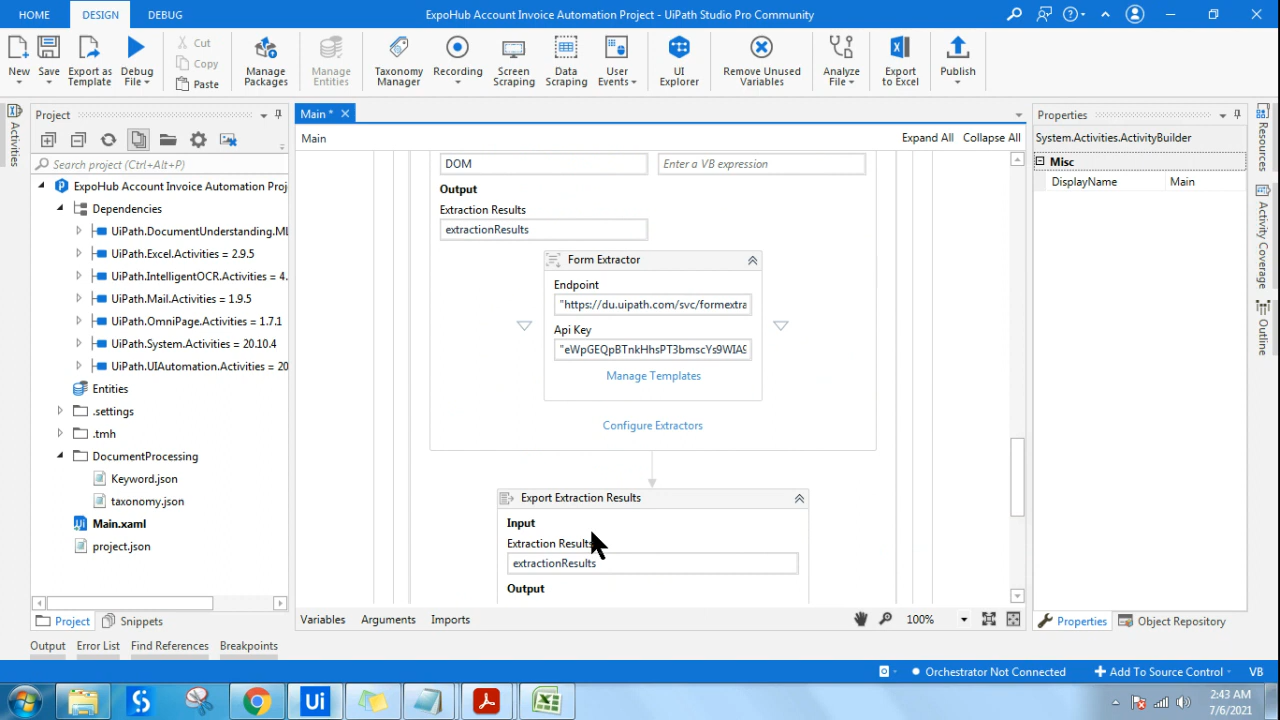 HOME DESIGN DEBUG ExpoHub Account Invoice Automation Project - UiPath Studio Pro Community
New Save Export as Template Debug File Cut Copy Paste Manage Packages Manage Entities Taxonomy Manager Recording Screen Scraping Data Scraping User Events UI Explorer Remove Unused Variables Analyze File Export to Excel Publish
Activities
Project
Search project (Ctrl+Alt+P)
ExpoHub Account Invoice Automation Proj
Dependencies
UiPath.DocumentUnderstanding.ML
UiPath.Excel.Activities = 2.9.5
UiPath.IntelligentOCR.Activities = 4.
UiPath.Mail.Activities = 1.9.5
UiPath.OmniPage.Activities = 1.7.1
UiPath.System.Activities = 20.10.4
UiPath.UIAutomation.Activities = 20
Entities
.settings
.tmh
DocumentProcessing
Keyword.json
taxonomy.json
Main.xaml
project.json
Project Snippets
Main *
Main Expand All Collapse All
DOM Enter a VB expression
Output
Extraction Results
extractionResults
Form Extractor
Endpoint
"https://du.uipath.com/svc/formextra
Api Key
"eWpGEQpBTnkHhsPT3bmscYs9WIA9
Manage Templates
Configure Extractors
Export Extraction Results
Input
Extraction Results
extractionResults
Output
Variables Arguments Imports 100%
Properties
System.Activities.ActivityBuilder
Misc
DisplayName Main
Properties Object Repository
Resources
Activity Coverage
Outline
Output Error List Find References Breakpoints
Orchestrator Not Connected Add To Source Control VB
2:43 AM
7/6/2021